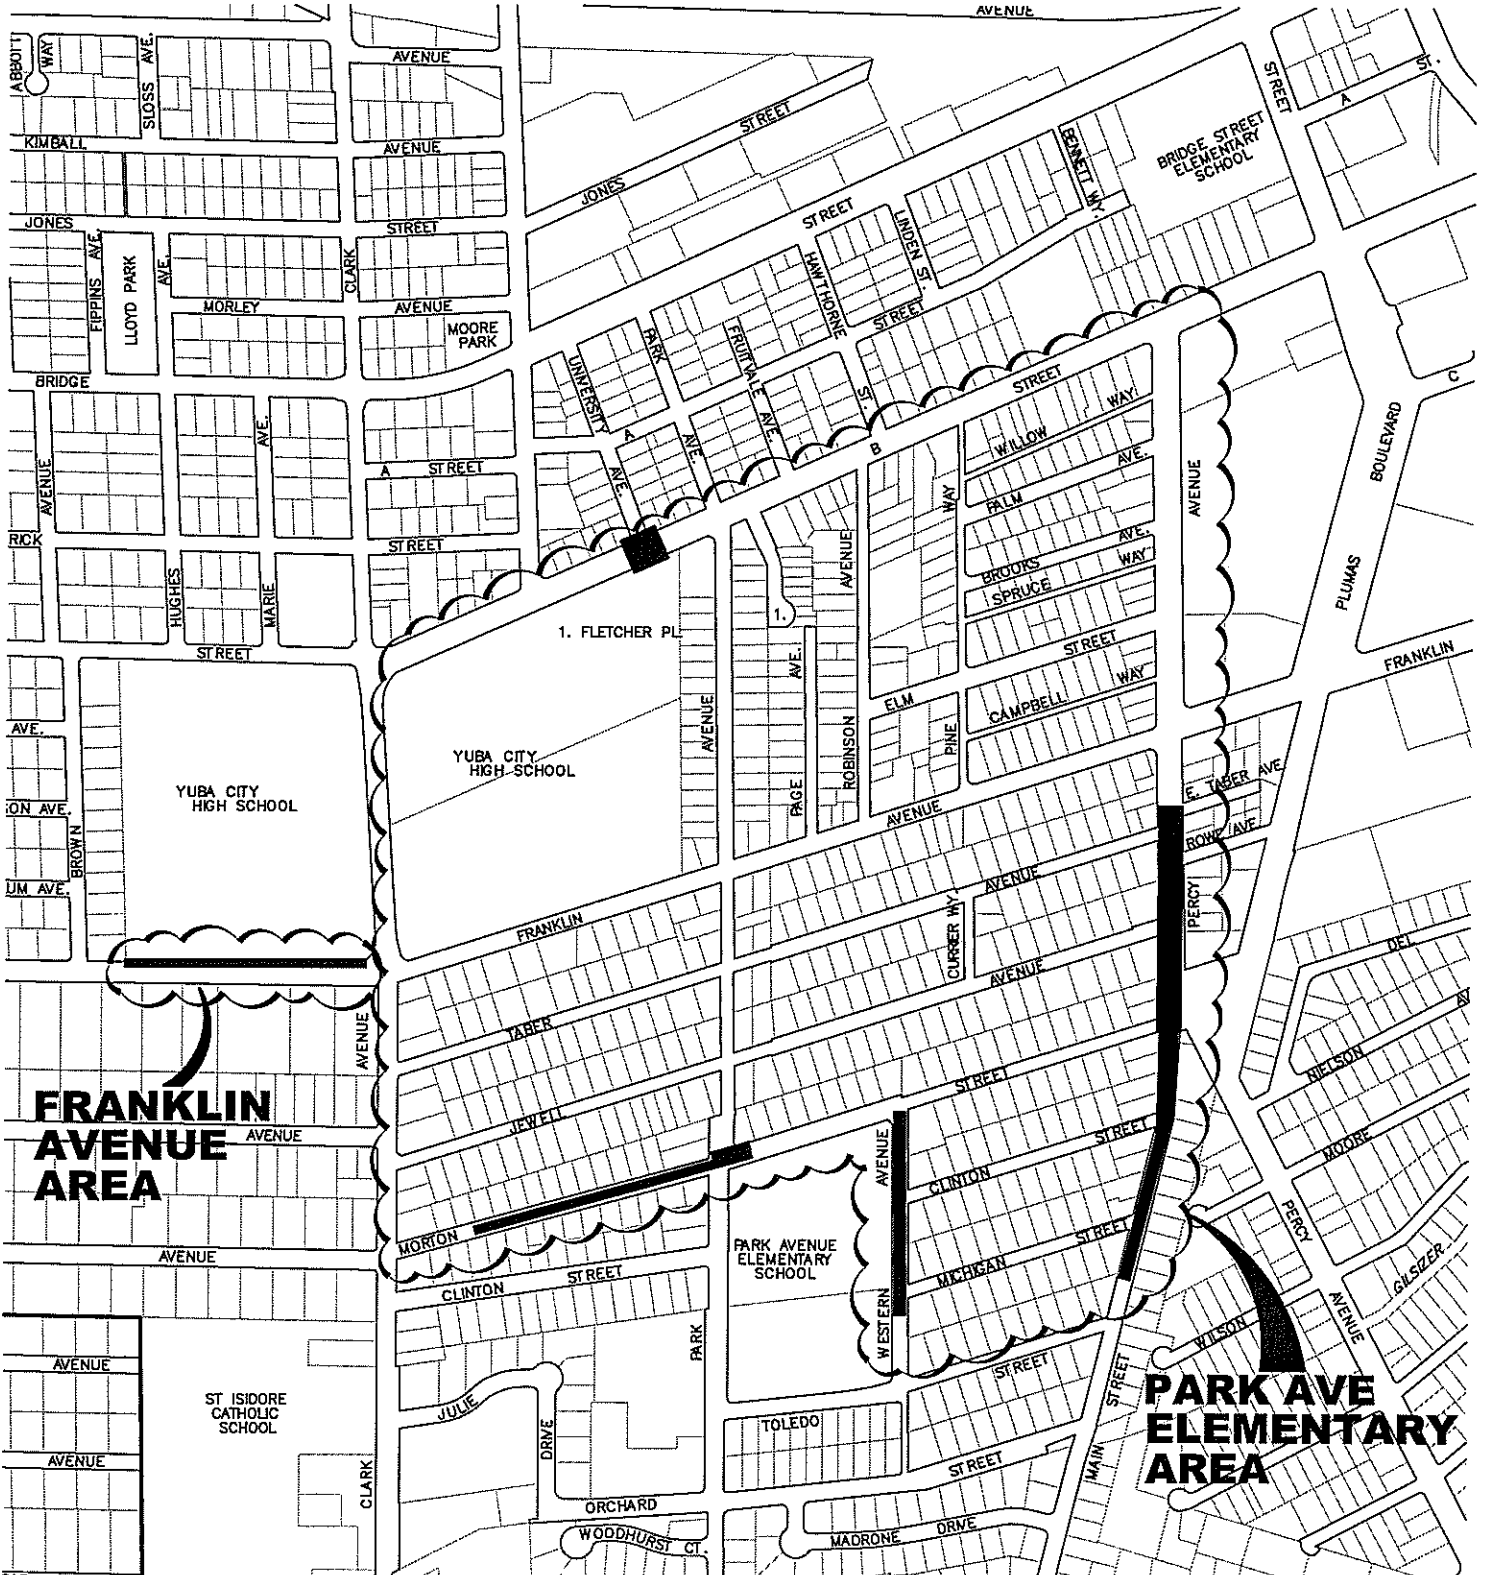 AVENUE
ABBOTT
WAY
SLOSS AVE.
AVENUE
KIMBALL
AVENUE
JONES
STREET
STREET
JONES
STREET
A
ST.
BRIDGE STREET
ELEMENTARY
SCHOOL
BENNETT WY.
STREET
LINDEN ST.
HAWTHORNE
STREET
ST.
FIPPINS AVE.
LLOYD PARK
AVE.
CLARK
MORLEY
AVENUE
MOORE
PARK
BRIDGE
UNIVERSITY
AVE.
PARK
AVE.
FRUITVALE AVE.
A
B
STREET
C
AVENUE
AVE.
A STREET
WILLOW
WAY
PALM
AVE.
BROOKS
AVE.
SPRUCE
WAY
WAY
AVENUE
BOULEVARD
PLUMAS
FRANKLIN
RICK
STREET
HUGHES
MARIE
STREET
1. FLETCHER PL
1.
AVENUE
ROBINSON
AVE.
PAGE
AVENUE
ELM
STREET
CAMPBELL
WAY
PINE
AVE.
YUBA CITY
HIGH SCHOOL
YUBA CITY
HIGH SCHOOL
ON AVE.
BROWN
UM AVE.
E. TABER AVE
ROWE AVE.
AVENUE
AVENUE
CURRER WAY
PERCY
FRANKLIN
AVENUE
DEL
TABER
AVENUE
STREET
NIELSON
AV
FRANKLIN
AVENUE
AREA
AVENUE
JEWELL
AVENUE
CLINTON
STREET
MOORE
MORTON
AVENUE
PARK AVENUE
ELEMENTARY
SCHOOL
MICHIGAN
STREET
PERCY
AVENUE
GILSIZER
CLINTON
STREET
WESTERN
WILSON
STREET
PARK
AVENUE
ST ISIDORE
CATHOLIC
SCHOOL
JULIE
DRIVE
TOLEDO
STREET
STREET
MAIN
PARK AVE
ELEMENTARY
AREA
AVENUE
CLARK
ORCHARD
WOODHURST CT.
MADRONE DRIVE